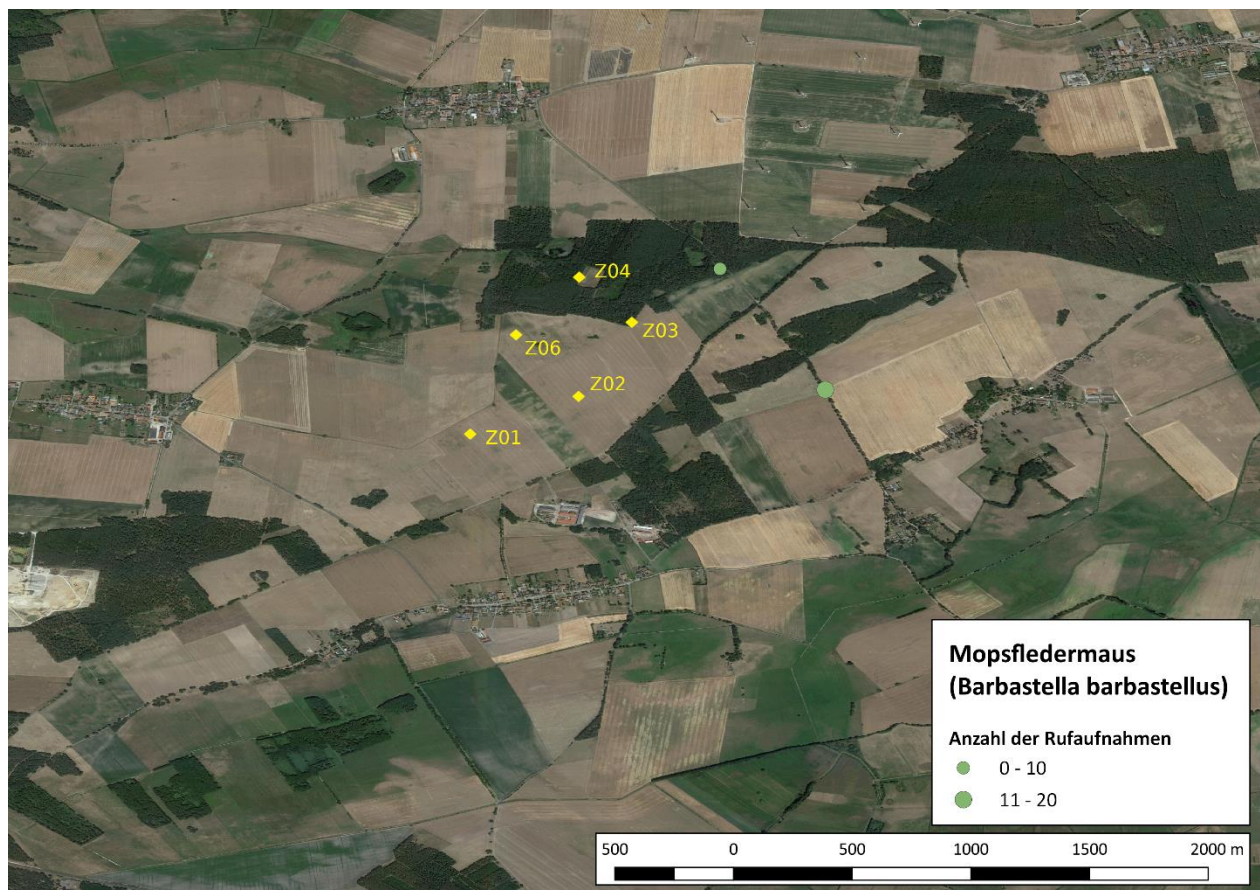 Z04
Z03
Z06
Z02
Z01
Mopsfledermaus
(Barbastella barbastellus)
Anzahl der Rufaufnahmen
0 - 10
11 - 20
500 0 500 1000 1500 2000 m